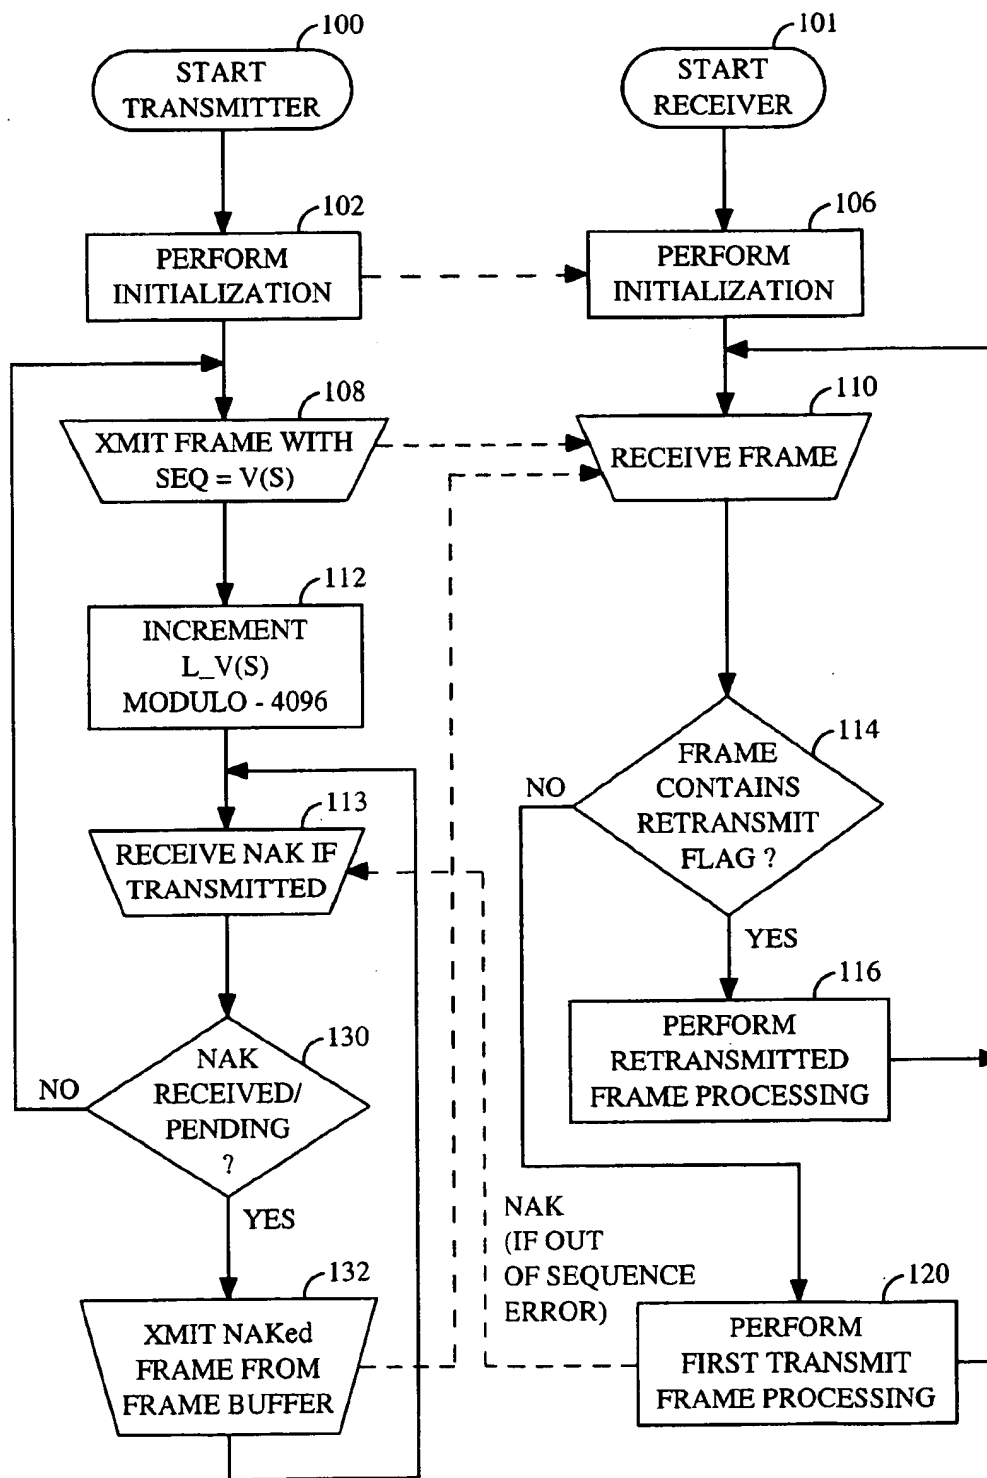 100
START
TRANSMITTER
101
START
RECEIVER
102
PERFORM
INITIALIZATION
106
PERFORM
INITIALIZATION
108
XMIT FRAME WITH
SEQ = V(S)
110
RECEIVE FRAME
112
INCREMENT
L_V(S)
MODULO - 4096
113
RECEIVE NAK IF
TRANSMITTED
114
FRAME
CONTAINS
RETRANSMIT
FLAG ?
NO
YES
116
PERFORM
RETRANSMITTED
FRAME PROCESSING
130
NAK
RECEIVED/
PENDING
?
NO
YES
132
XMIT NAKed
FRAME FROM
FRAME BUFFER
NAK
(IF OUT
OF SEQUENCE
ERROR)
120
PERFORM
FIRST TRANSMIT
FRAME PROCESSING